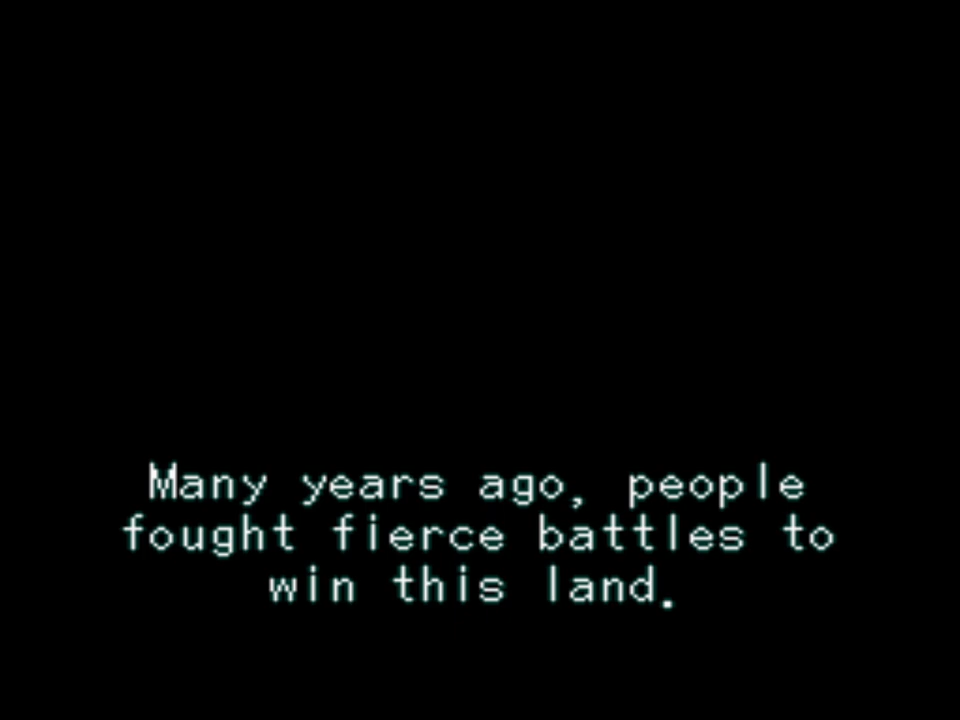 Many years ago, people
fought fierce battles to
win this land.